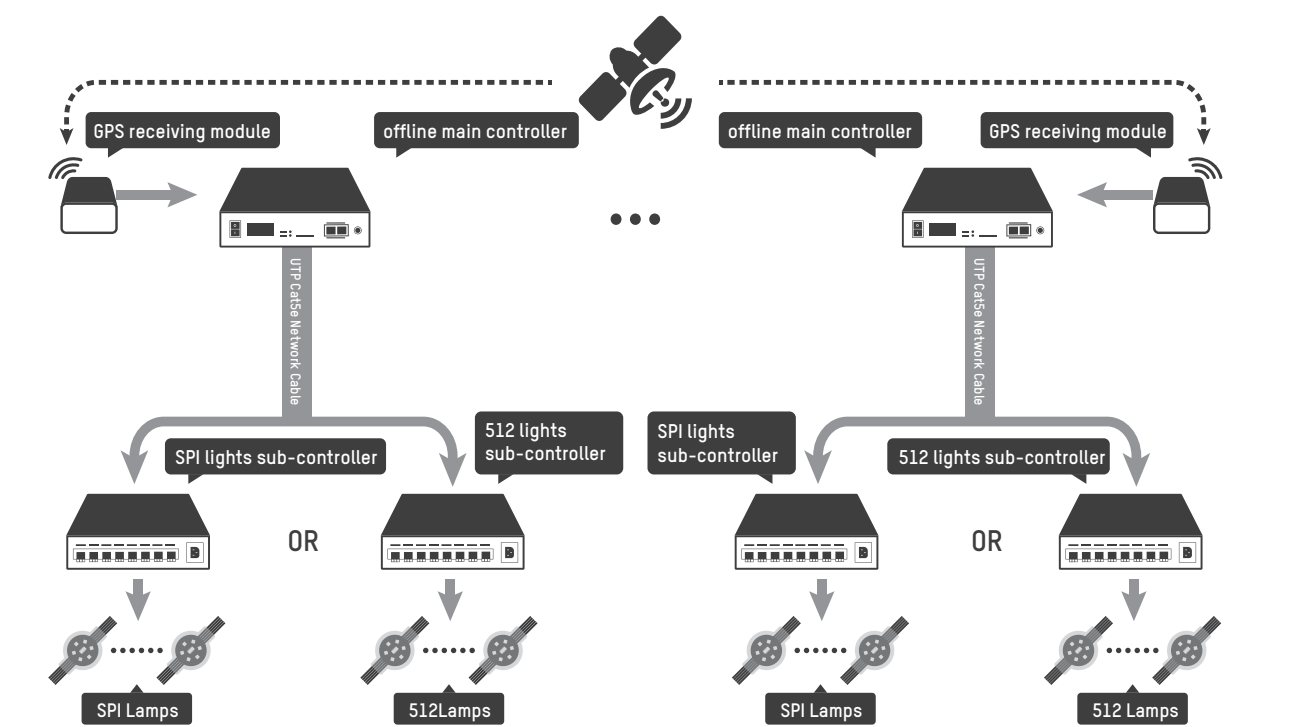 GPS receiving module
offline main controller
offline main controller
GPS receiving module
UTP Cat5e Network Cable
UTP Cat5e Network Cable
SPI lights sub-controller
512 lights
sub-controller
SPI lights
sub-controller
512 lights sub-controller
OR
OR
SPI Lamps
512Lamps
SPI Lamps
512 Lamps